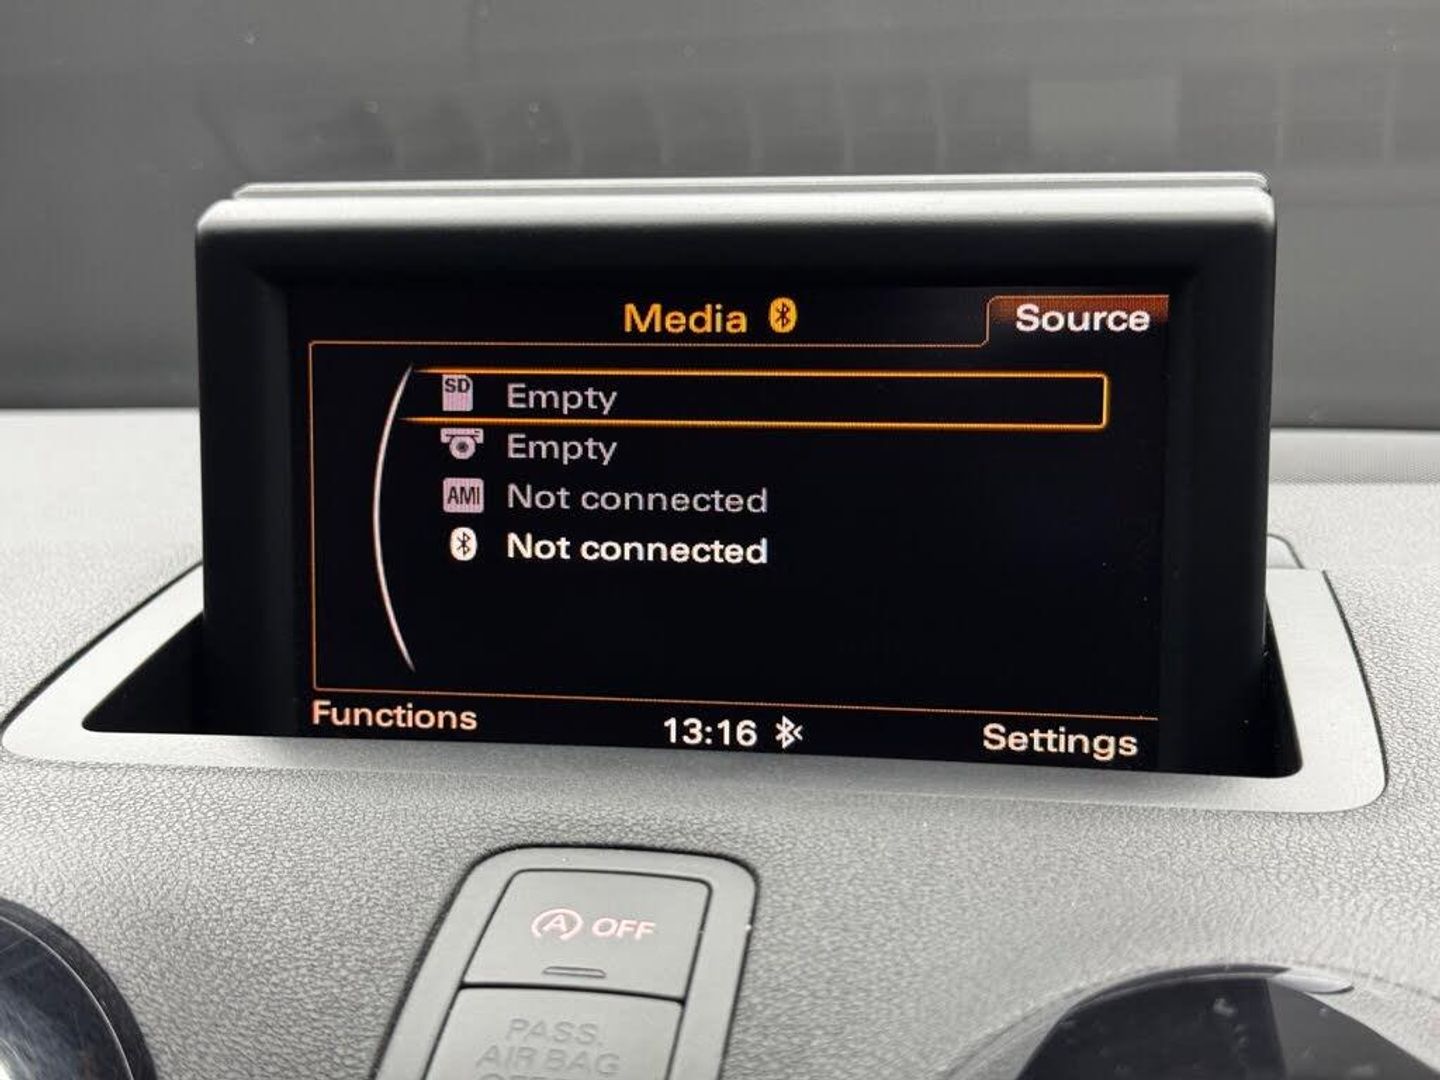 Media
Source
SD Empty
Empty
AMI Not connected
Not connected
Functions
13:16
Settings
A OFF
PASS.
AIR BAG